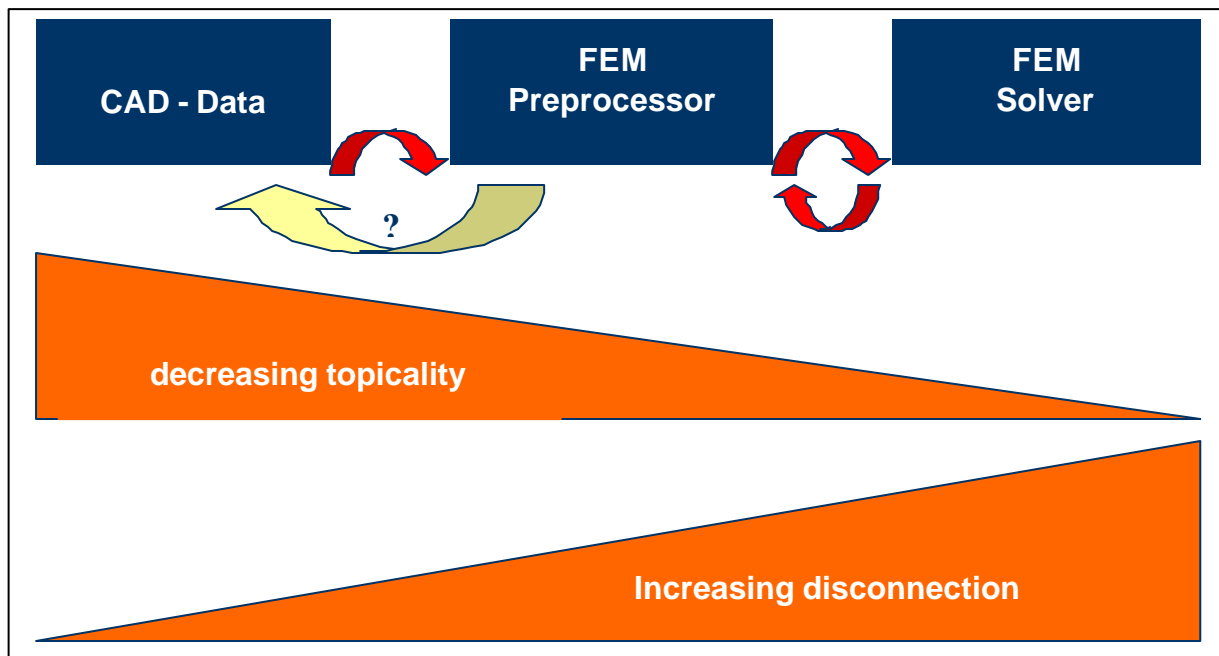 CAD - Data
FEM
Preprocessor
FEM
Solver
?
decreasing topicality
Increasing disconnection